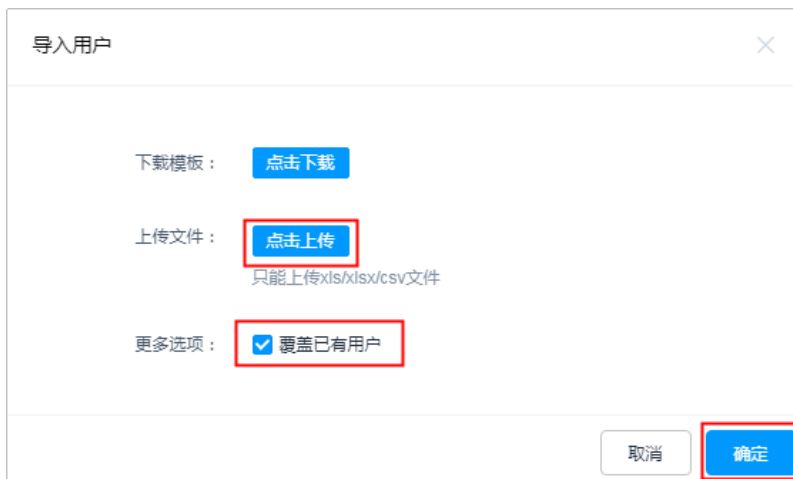 导入用户
下载模板： 点击下载
上传文件： 点击上传
只能上传xls/xlsx/csv文件
更多选项： 覆盖已有用户
取消 确定